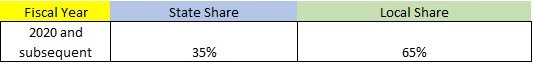 Fiscal Year State Share Local Share
2020 and
subsequent 35% 65%